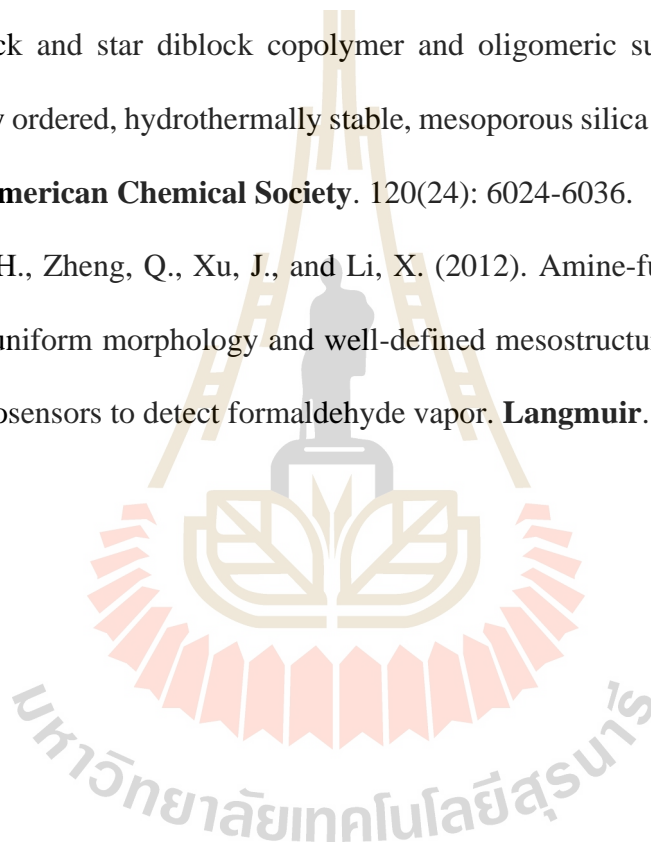 ck and star diblock copolymer and oligomeric su
y ordered, hydrothermally stable, mesoporous silica
merican Chemical Society. 120(24): 6024-6036.
H., Zheng, Q., Xu, J., and Li, X. (2012). Amine-fu
uniform morphology and well-defined mesostructu
osensors to detect formaldehyde vapor. Langmuir.
มหาวิทยาลัยเทคโนโลยีสุรนารี